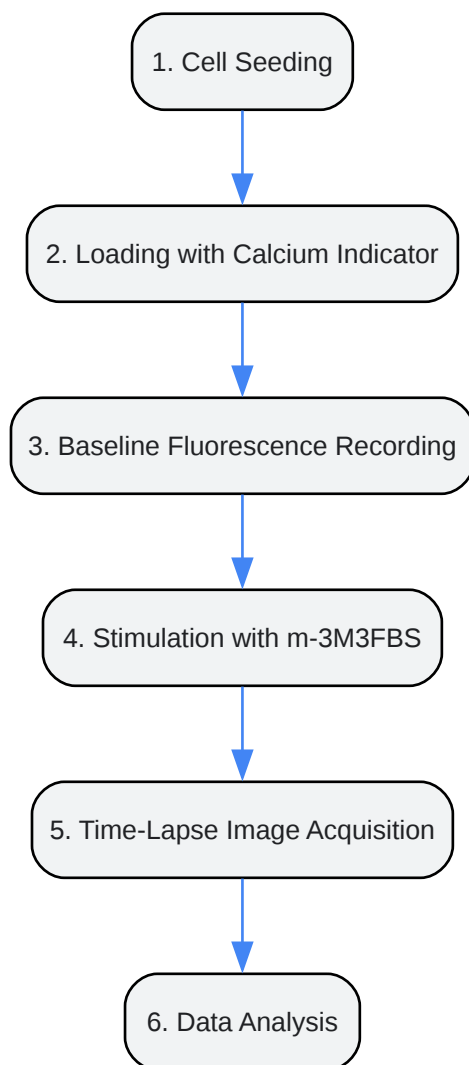 1. Cell Seeding
2. Loading with Calcium Indicator
3. Baseline Fluorescence Recording
4. Stimulation with m-3M3FBS
5. Time-Lapse Image Acquisition
6. Data Analysis